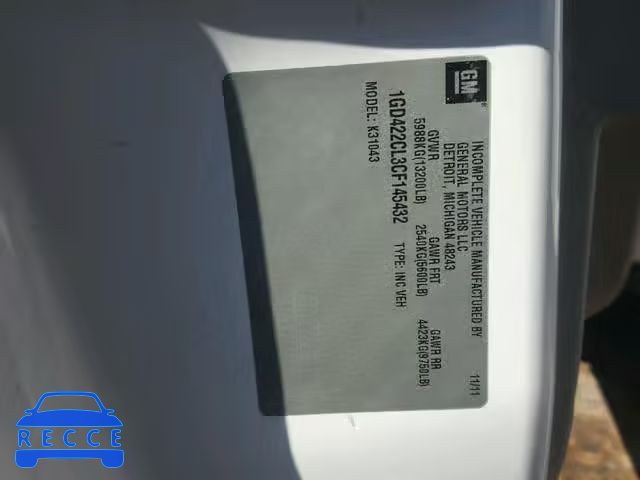 GM
INCOMPLETE VEHICLE MANUFACTURED BY
GENERAL MOTORS LLC
DETROIT, MICHIGAN 48243
11/11
GVWR GAWR FRT GAWR RR
5988KG(13200LB) 2540KG(5600LB) 4423KG(9750LB)
1GD422CL3CF145432 TYPE: INC VEH
MODEL: K31043
RECCE